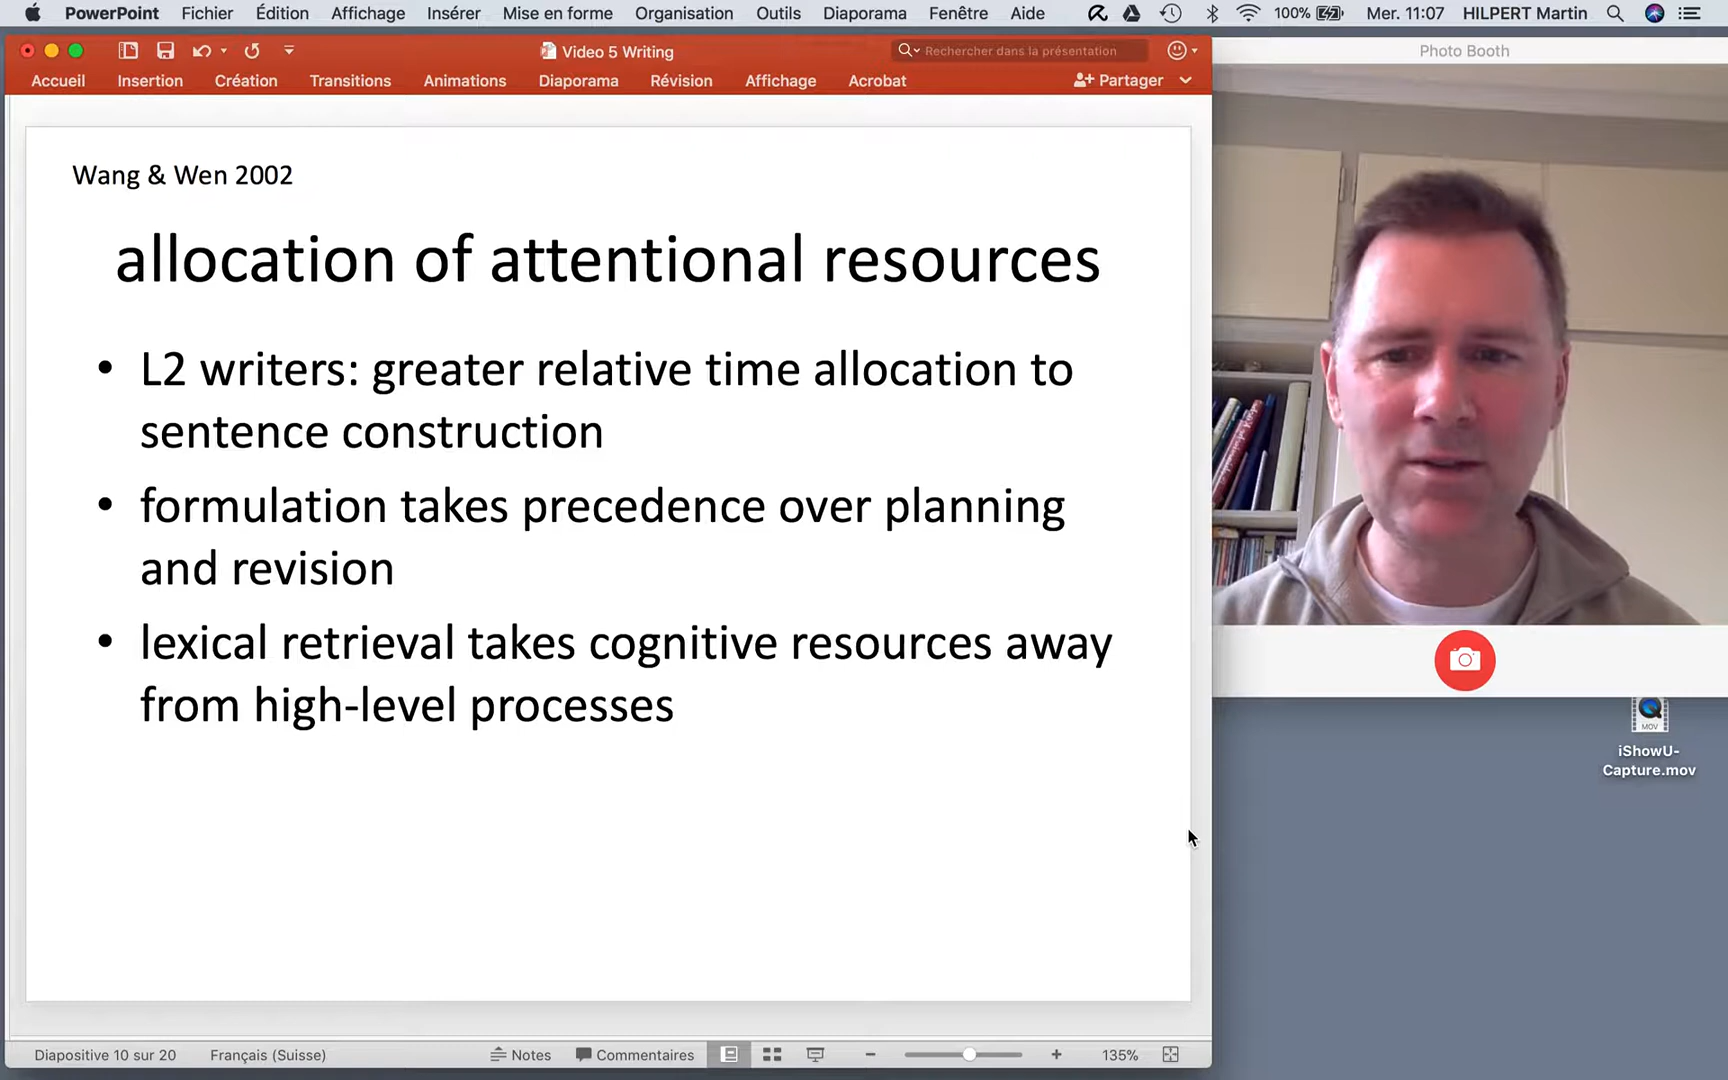 PowerPoint Fichier Édition Affichage Insérer Mise en forme Organisation Outils Diaporama Fenêtre Aide 100% Mer. 11:07 HILPERT Martin
Video 5 Writing
Rechercher dans la présentation
Photo Booth
Accueil Insertion Création Transitions Animations Diaporama Révision Affichage Acrobat Partager
Wang & Wen 2002
allocation of attentional resources
• L2 writers: greater relative time allocation to
sentence construction
• formulation takes precedence over planning
and revision
• lexical retrieval takes cognitive resources away
from high-level processes
MOV
iShowU-
Capture.mov
Diapositive 10 sur 20 Français (Suisse) Notes Commentaires 135%